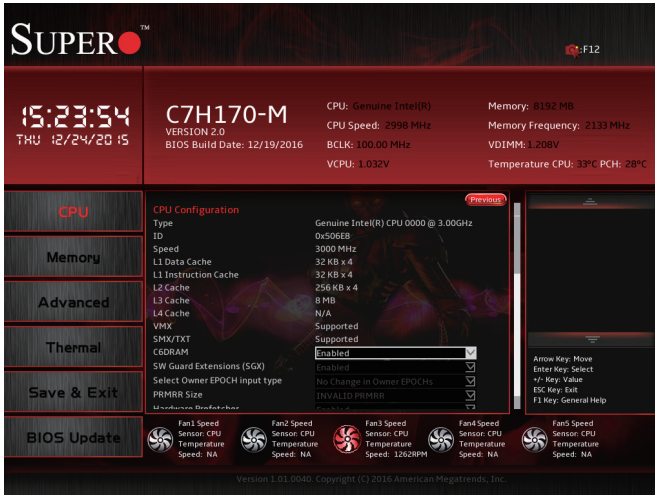 SUPER TM
:F12
15:23:54
THU 12/24/2015
C7H170-M
VERSION 2.0
BIOS Build Date: 12/19/2016
CPU: Genuine Intel(R)
CPU Speed: 2998 MHz
BCLK: 100.00 MHz
VCPU: 1.032V
Memory: 8192 MB
Memory Frequency: 2133 MHz
VDIMM: 1.208V
Temperature CPU: 33°C PCH: 28°C
CPU
Memory
Advanced
Thermal
Save & Exit
BIOS Update
Previous
CPU Configuration
Type Genuine Intel(R) CPU 0000 @ 3.00GHz
ID 0x506E8
Speed 3000 MHz
L1 Data Cache 32 KB x 4
L1 Instruction Cache 32 KB x 4
L2 Cache 256 KB x 4
L3 Cache 8 MB
L4 Cache N/A
VMX Supported
SMX/TXT Supported
C6DRAM Enabled
SW Guard Extensions (SGX) Enabled
Select Owner EPOCH input type No Change in Owner EPOCHs
PRMRR Size INVALID PRMRR
Hardware Prefetcher Enabled
Arrow Key: Move
Enter Key: Select
+/- Key: Value
ESC Key: Exit
F1 Key: General Help
Fan1 Speed
Sensor: CPU
Temperature
Speed: NA
Fan2 Speed
Sensor: CPU
Temperature
Speed: NA
Fan3 Speed
Sensor: CPU
Temperature
Speed: 1262RPM
Fan4 Speed
Sensor: CPU
Temperature
Speed: NA
Fan5 Speed
Sensor: CPU
Temperature
Speed: NA
Version 1.01.0040. Copyright (C) 2016 American Megatrends, Inc.